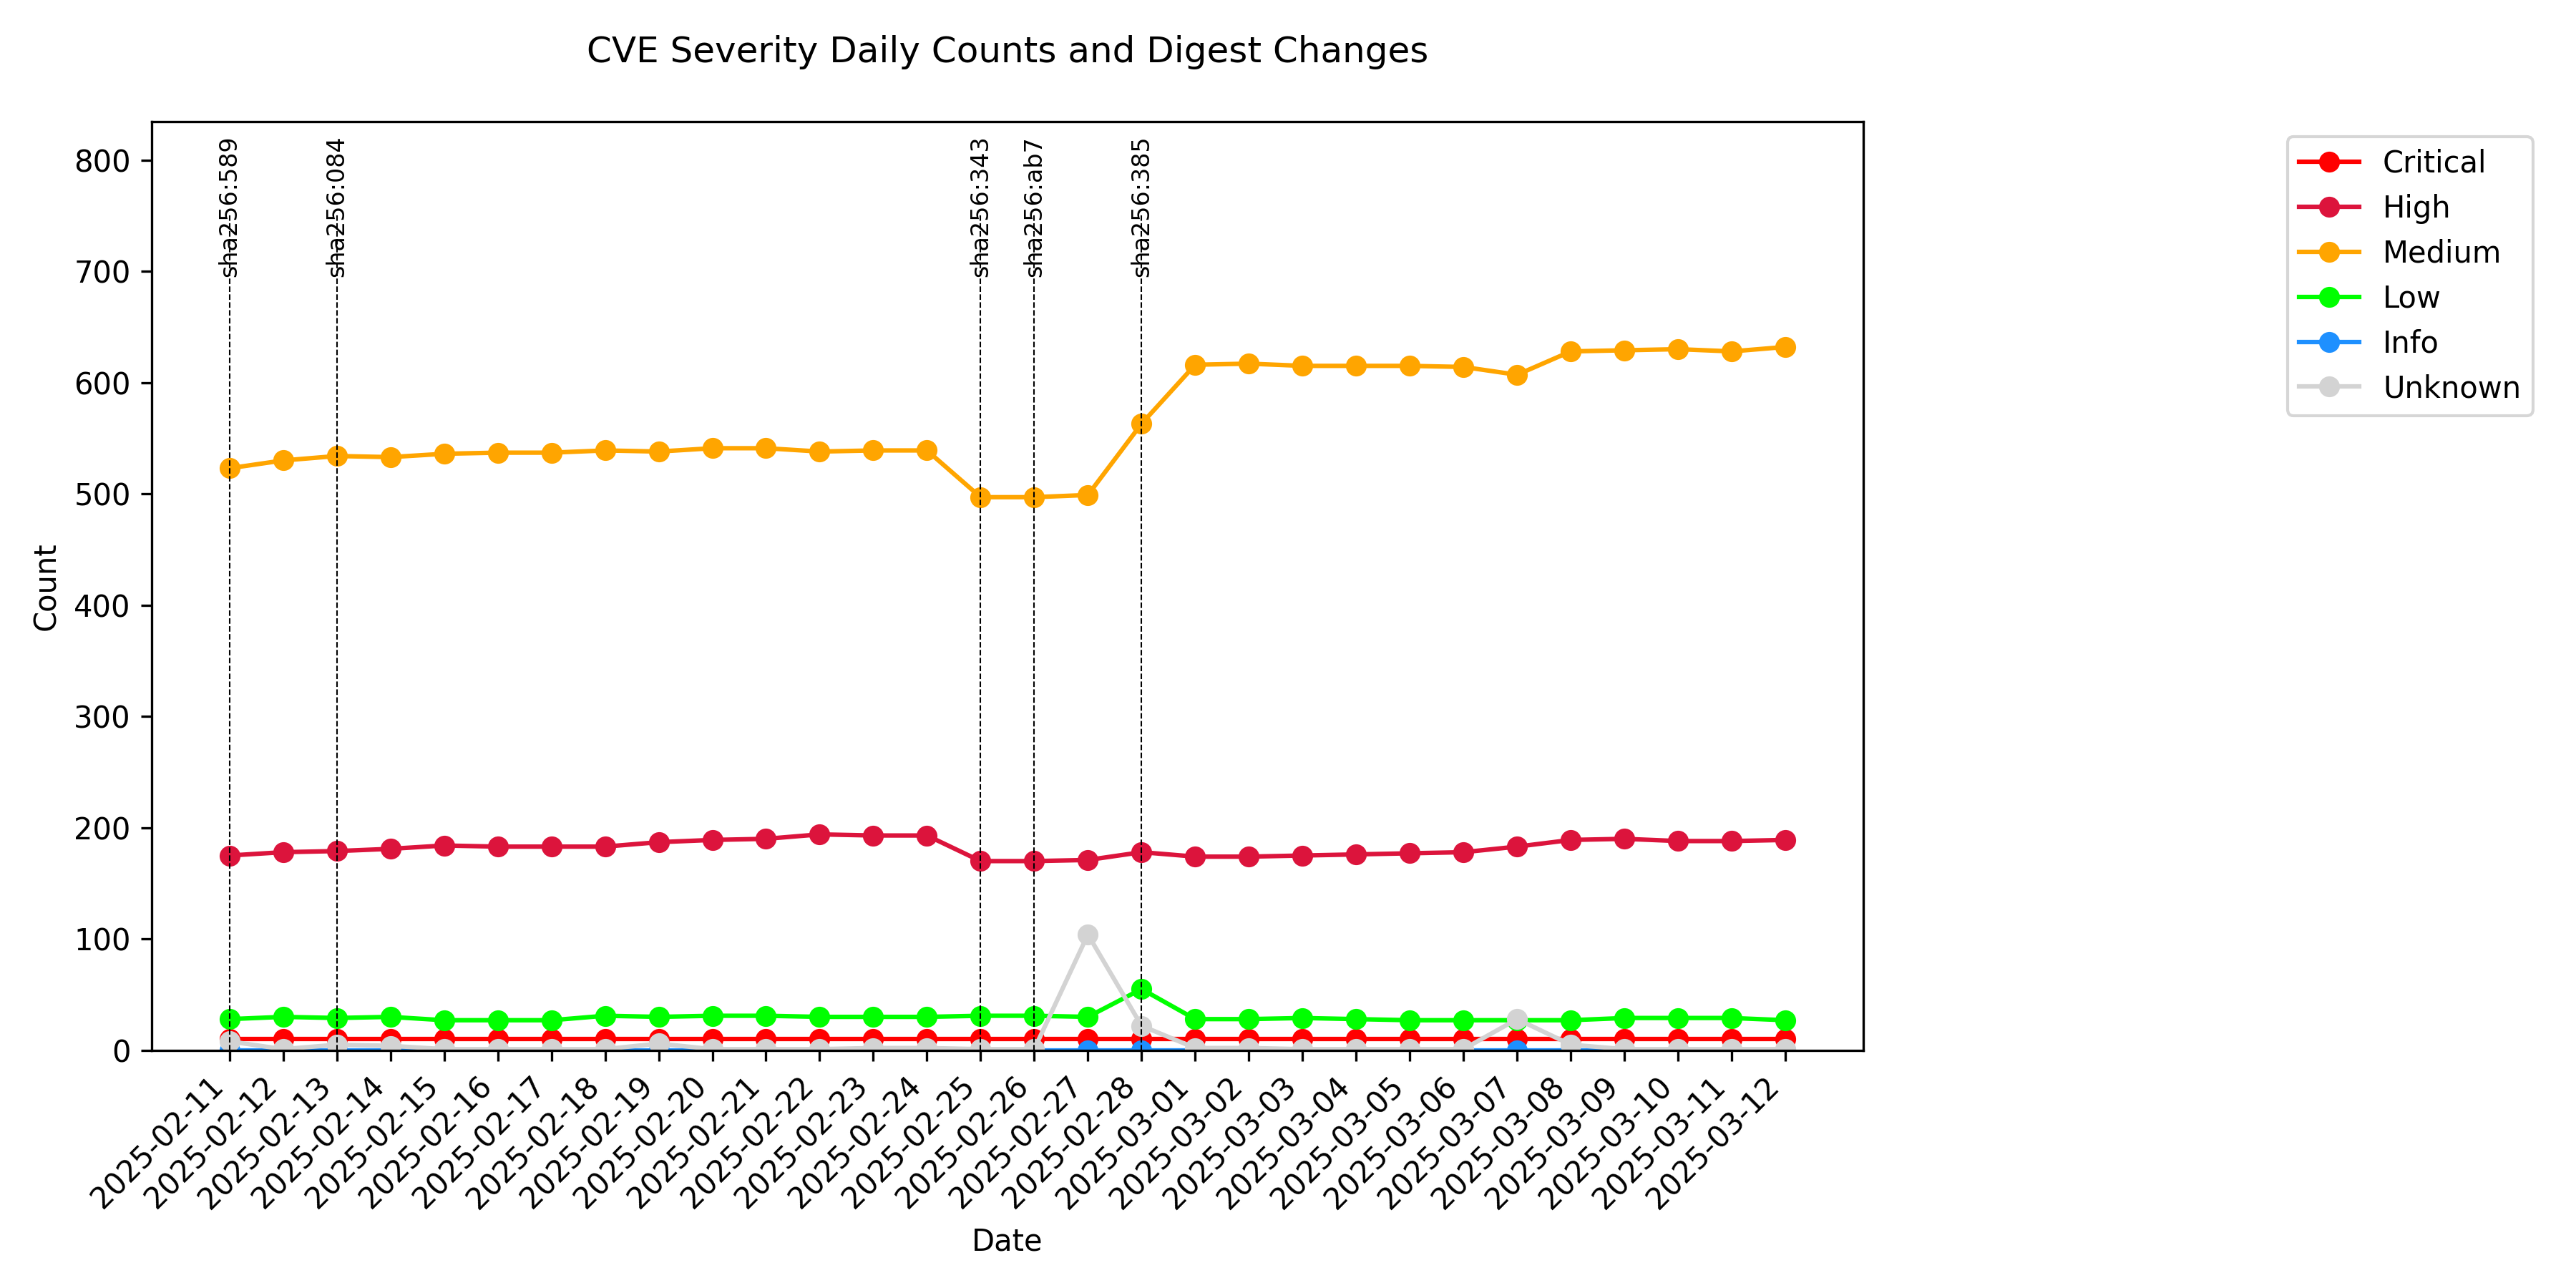 CVE Severity Daily Counts and Digest Changes
800
700
600
500
400
300
200
100
0
Count
sha256:589
sha256:084
sha256:343
sha256:ab7
sha256:385
Critical
High
Medium
Low
Info
Unknown
2025-02-11
2025-02-12
2025-02-13
2025-02-14
2025-02-15
2025-02-16
2025-02-17
2025-02-18
2025-02-19
2025-02-20
2025-02-21
2025-02-22
2025-02-23
2025-02-24
2025-02-25
2025-02-26
2025-02-27
2025-02-28
2025-03-01
2025-03-02
2025-03-03
2025-03-04
2025-03-05
2025-03-06
2025-03-07
2025-03-08
2025-03-09
2025-03-10
2025-03-11
2025-03-12
Date